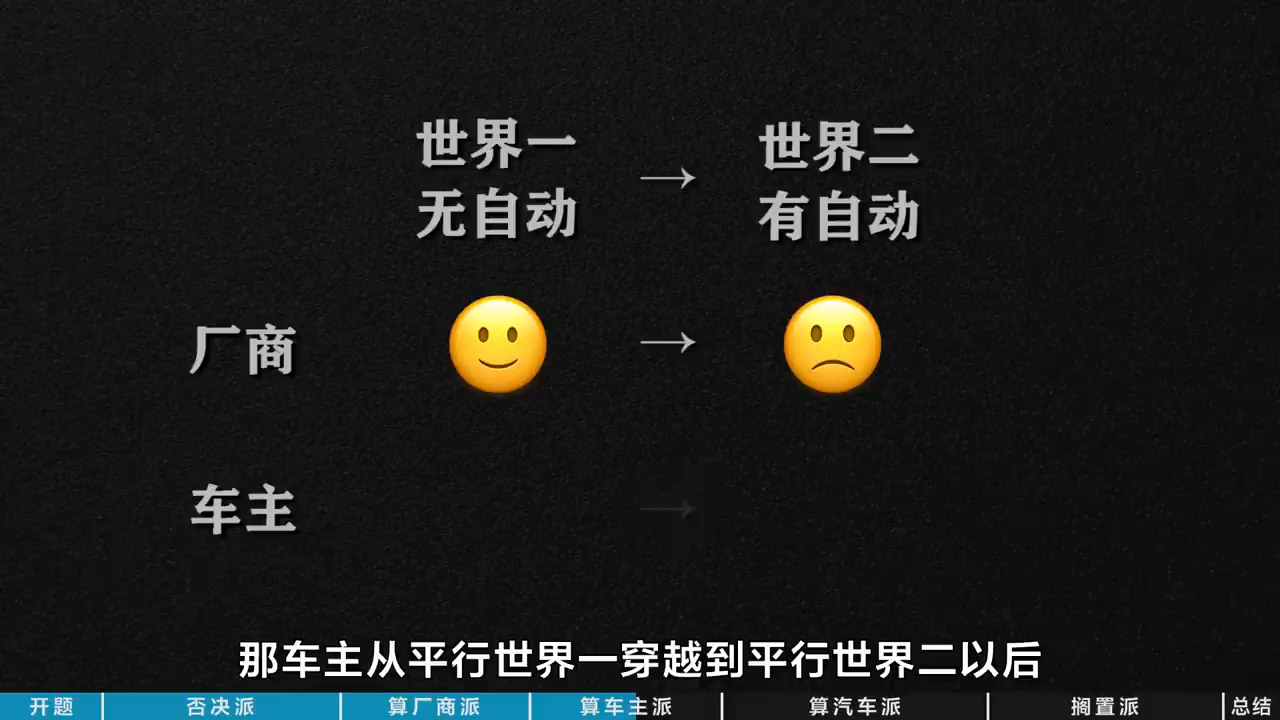 世界一 → 世界二
无自动 有自动
厂商 →
车主 →
那车主从平行世界一穿越到平行世界二以后
开题 否决派 算厂商派 算车主派 算汽车派 搁置派 总结